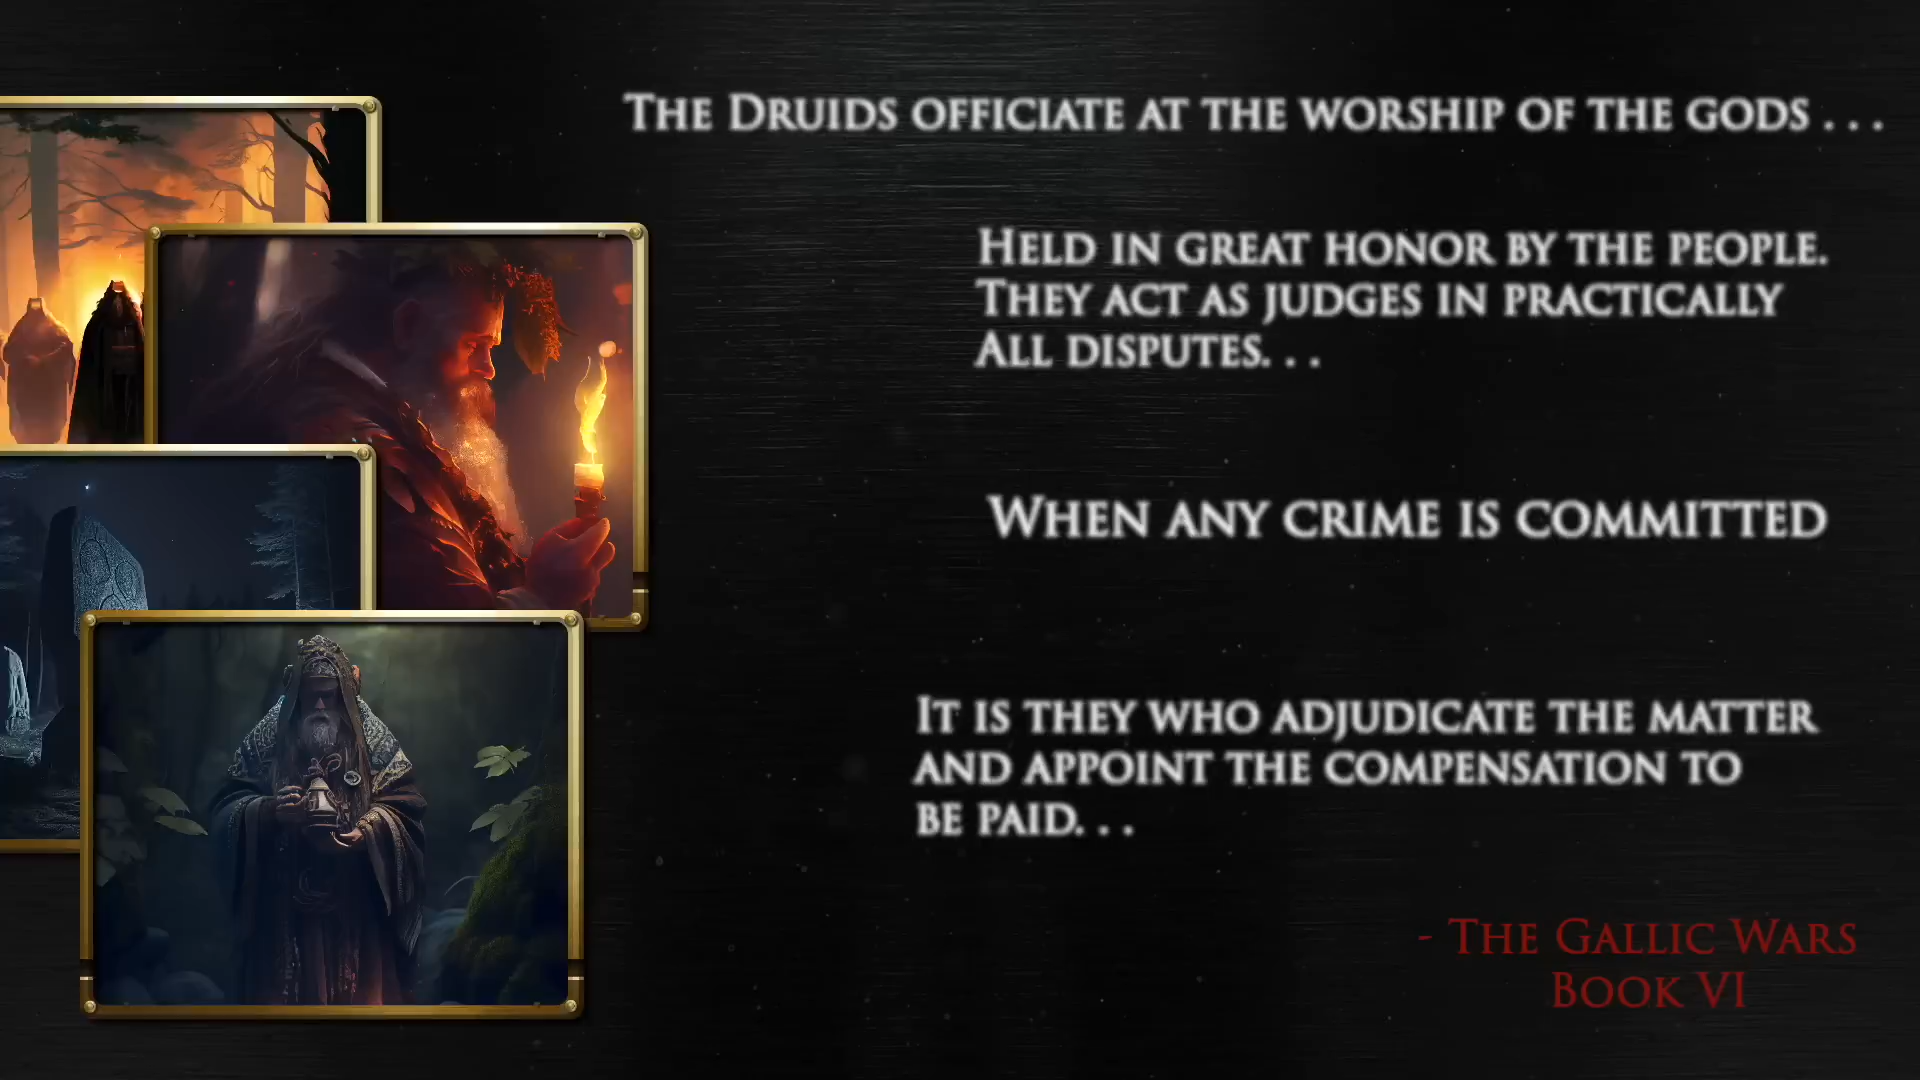 The Druids officiate at the worship of the gods . . .
Held in great honor by the people.
They act as judges in practically
All disputes. . .
When any crime is committed
It is they who adjudicate the matter
and appoint the compensation to
be paid. . .
- The Gallic Wars
Book VI